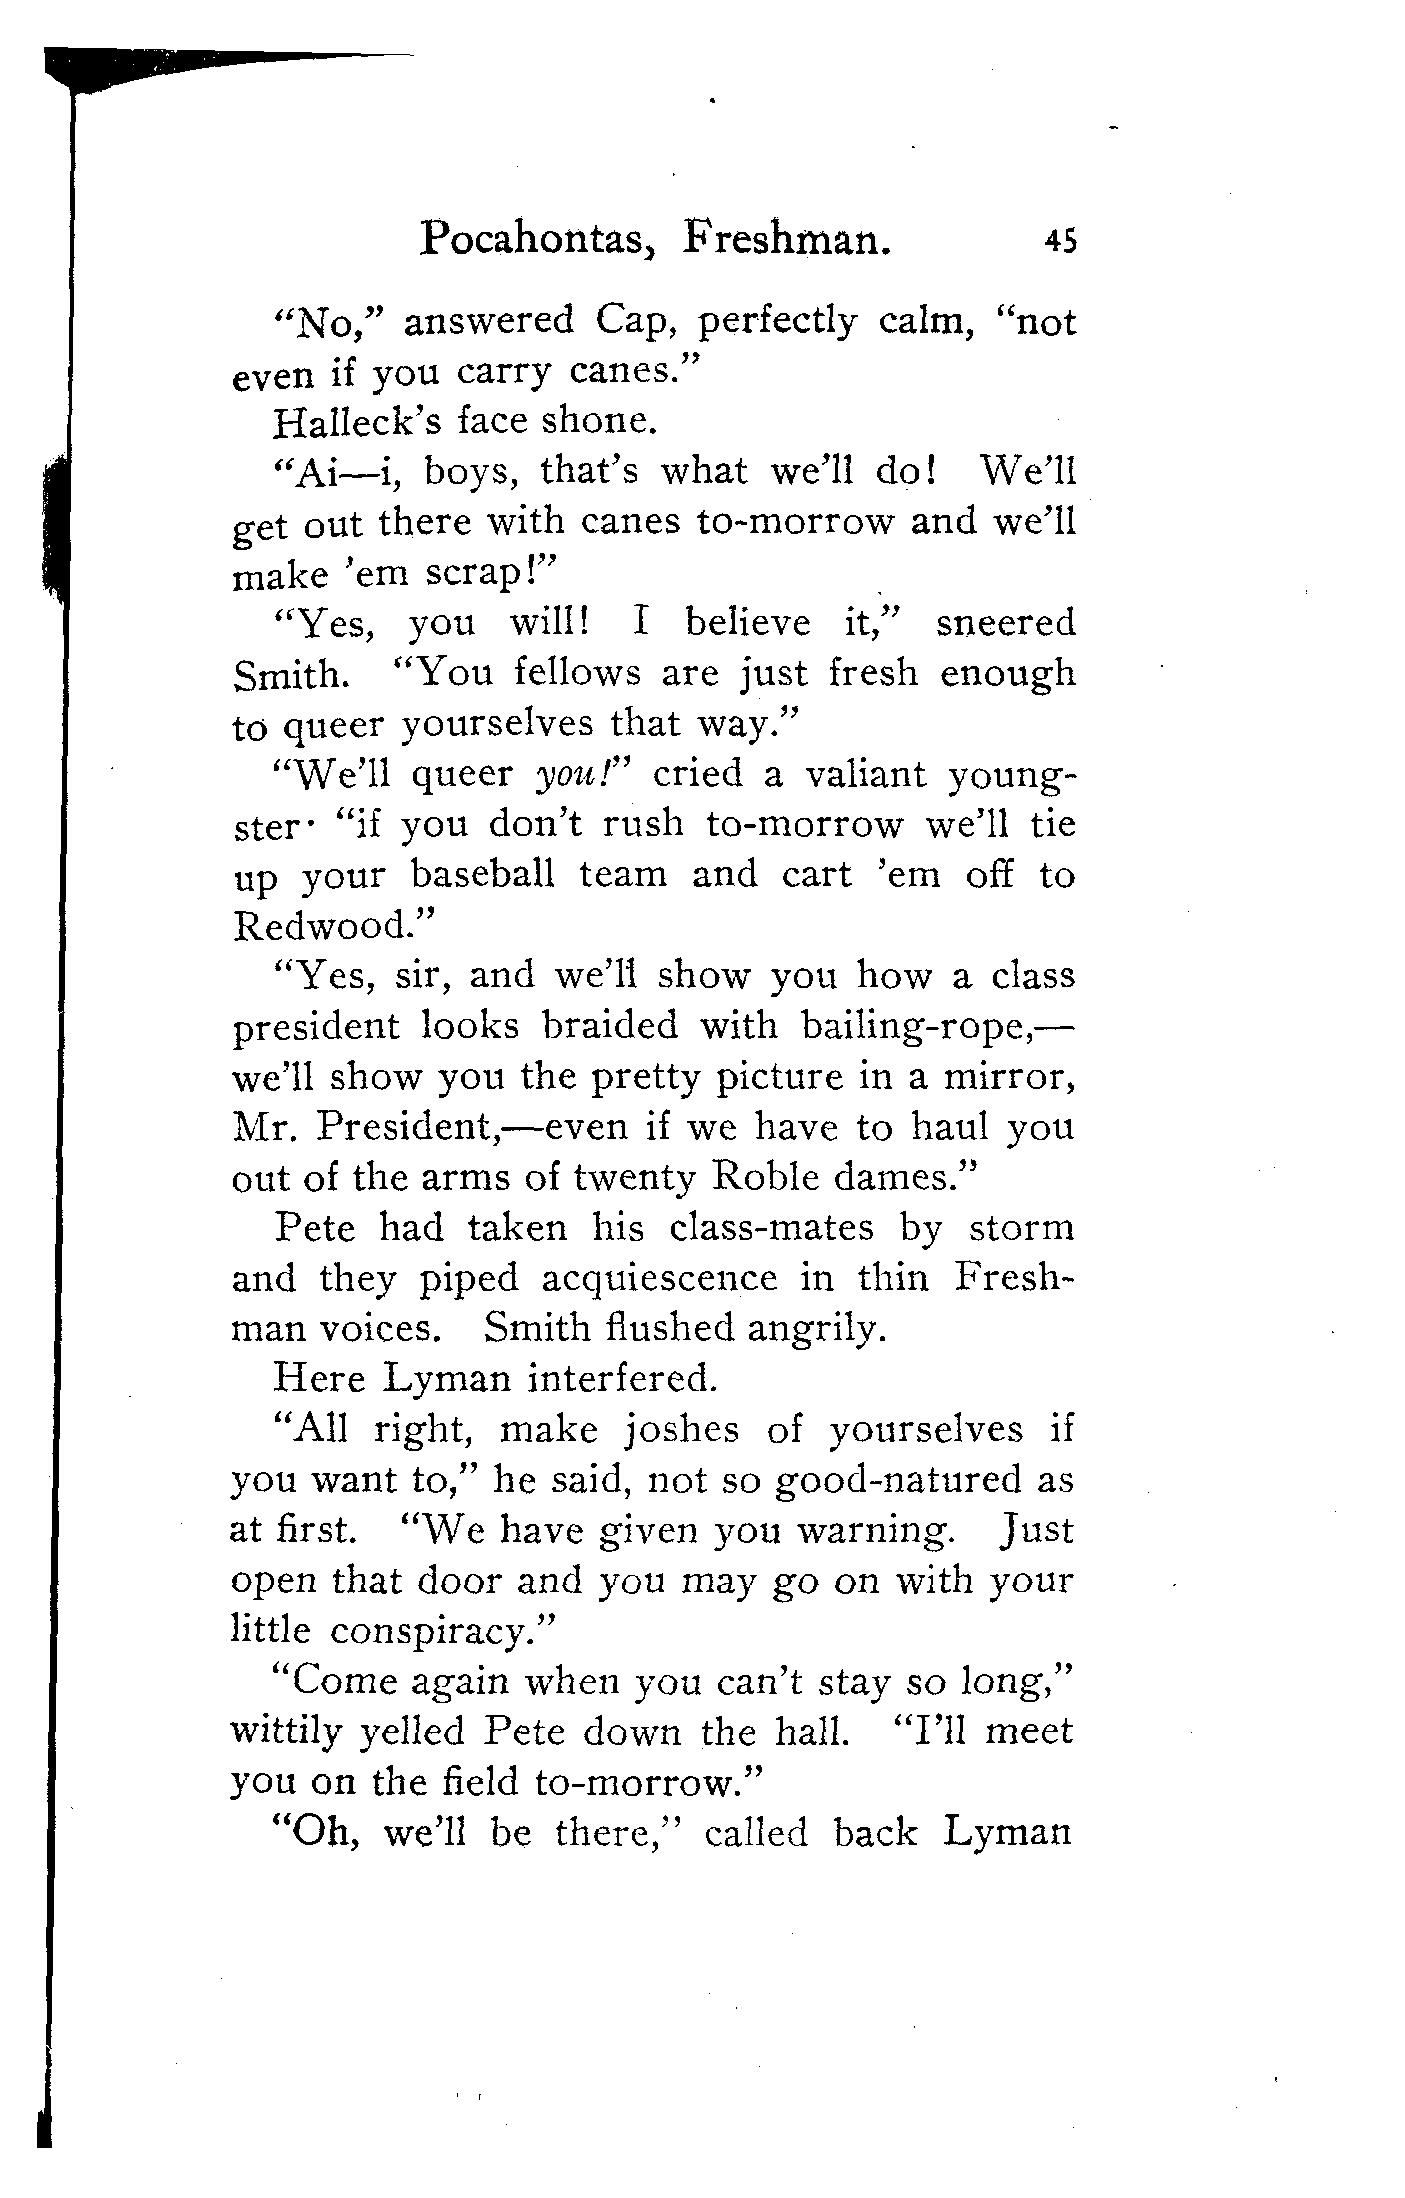 Pocahontas, Freshman. 45
“No,” answered Cap, perfectly calm, “not
even if you carry canes.”
Halleck’s face shone.
“Ai—i, boys, that’s what we’ll do! We’ll
get out there with canes to-morrow and we’ll
make ’em scrap!”
“Yes, you will! I believe it,” sneered
Smith. “You fellows are just fresh enough
to queer yourselves that way.”
“We’ll queer you!” cried a valiant young-
ster· “if you don’t rush to-morrow we’ll tie
up your baseball team and cart ’em off to
Redwood.”
“Yes, sir, and we’ll show you how a class
president looks braided with bailing-rope,—
we’ll show you the pretty picture in a mirror,
Mr. President,—even if we have to haul you
out of the arms of twenty Roble dames.”
Pete had taken his class-mates by storm
and they piped acquiescence in thin Fresh-
man voices. Smith flushed angrily.
Here Lyman interfered.
“All right, make joshes of yourselves if
you want to,” he said, not so good-natured as
at first. “We have given you warning. Just
open that door and you may go on with your
little conspiracy.”
“Come again when you can’t stay so long,”
wittily yelled Pete down the hall. “I’ll meet
you on the field to-morrow.”
“Oh, we’ll be there,” called back Lyman